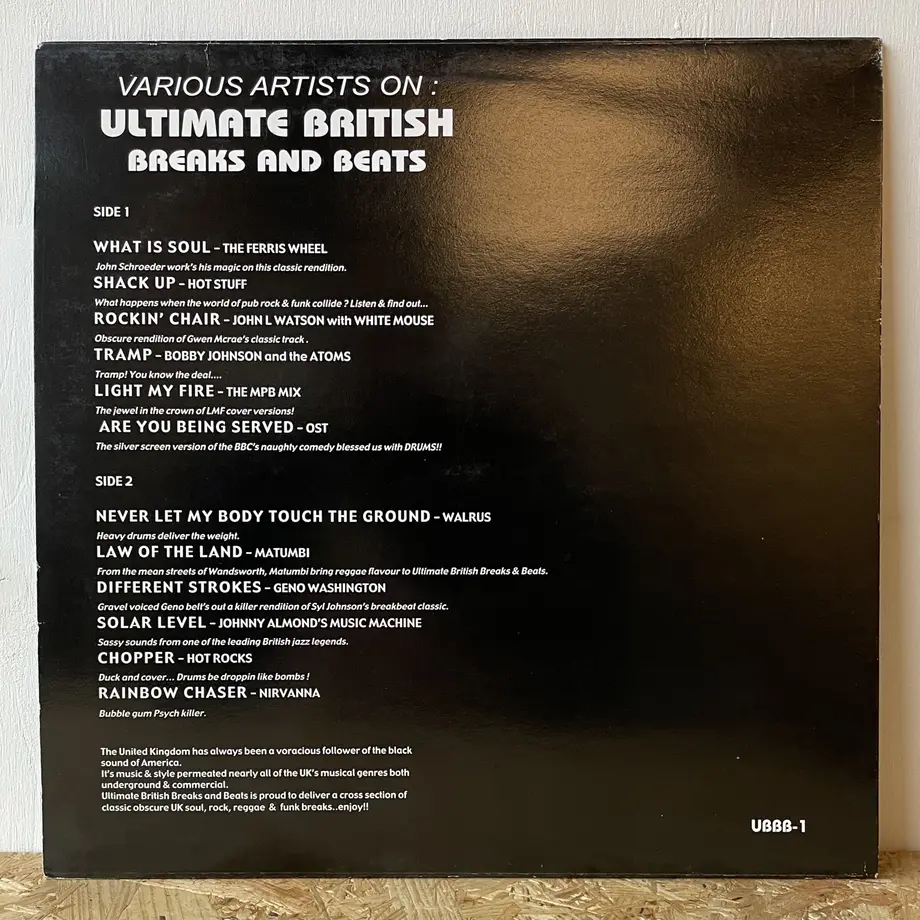 VARIOUS ARTISTS ON :
ULTIMATE BRITISH
BREAKS AND BEATS
SIDE 1
WHAT IS SOUL – THE FERRIS WHEEL
John Schroeder work's his magic on this classic rendition.
SHACK UP – HOT STUFF
What happens when the world of pub rock & funk collide ? Listen & find out...
ROCKIN' CHAIR – JOHN L WATSON with WHITE MOUSE
Obscure rendition of Gwen Mcrae's classic track .
TRAMP – BOBBY JOHNSON and the ATOMS
Tramp! You know the deal....
LIGHT MY FIRE – THE MPB MIX
The jewel in the crown of LMF cover versions!
ARE YOU BEING SERVED – OST
The silver screen version of the BBC's naughty comedy blessed us with DRUMS!!
SIDE 2
NEVER LET MY BODY TOUCH THE GROUND – WALRUS
Heavy drums deliver the weight.
LAW OF THE LAND – MATUMBI
From the mean streets of Wandsworth, Matumbi bring reggae flavour to Ultimate British Breaks & Beats.
DIFFERENT STROKES – GENO WASHINGTON
Gravel voiced Geno belt's out a killer rendition of Syl Johnson's breakbeat classic.
SOLAR LEVEL – JOHNNY ALMOND'S MUSIC MACHINE
Sassy sounds from one of the leading British jazz legends.
CHOPPER – HOT ROCKS
Duck and cover... Drums be droppin like bombs !
RAINBOW CHASER – NIRVANNA
Bubble gum Psych killer.
The United Kingdom has always been a voracious follower of the black
sound of America.
It's music & style permeated nearly all of the UK's musical genres both
underground & commercial.
Ultimate British Breaks and Beats is proud to deliver a cross section of
classic obscure UK soul, rock, reggae & funk breaks..enjoy!!
UBBB-1